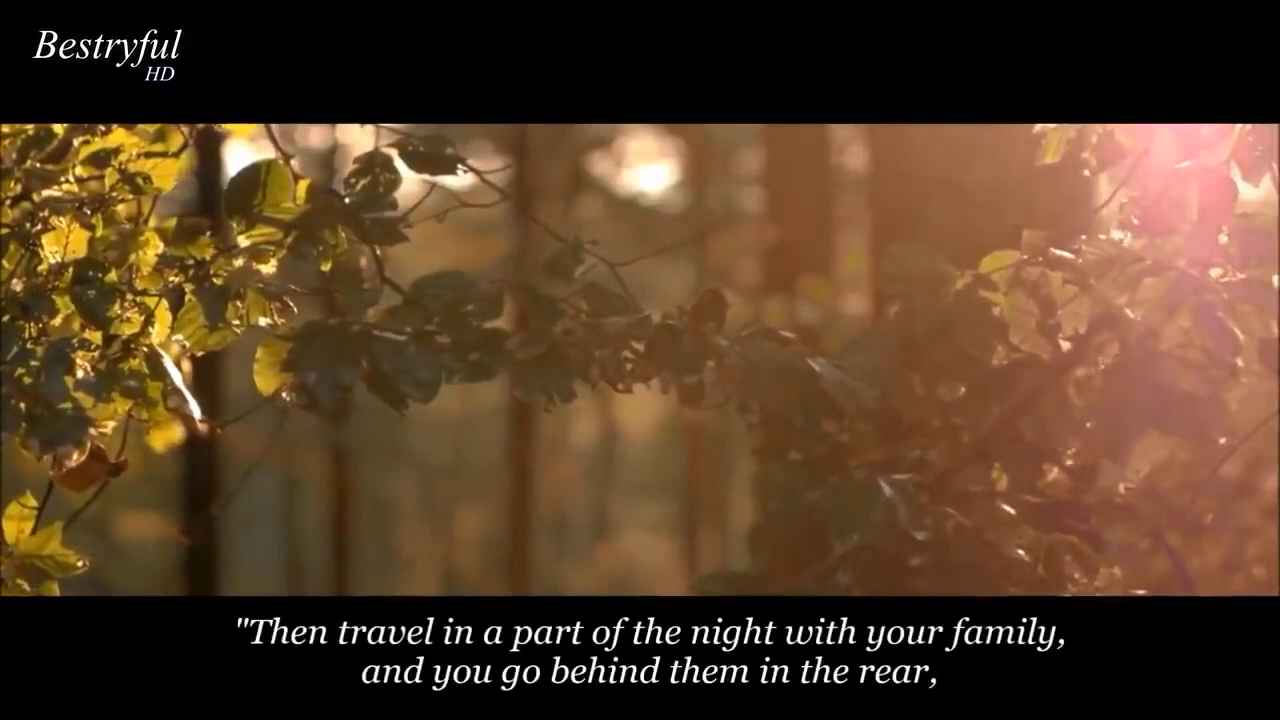 Bestryful
HD
"Then travel in a part of the night with your family,
and you go behind them in the rear,